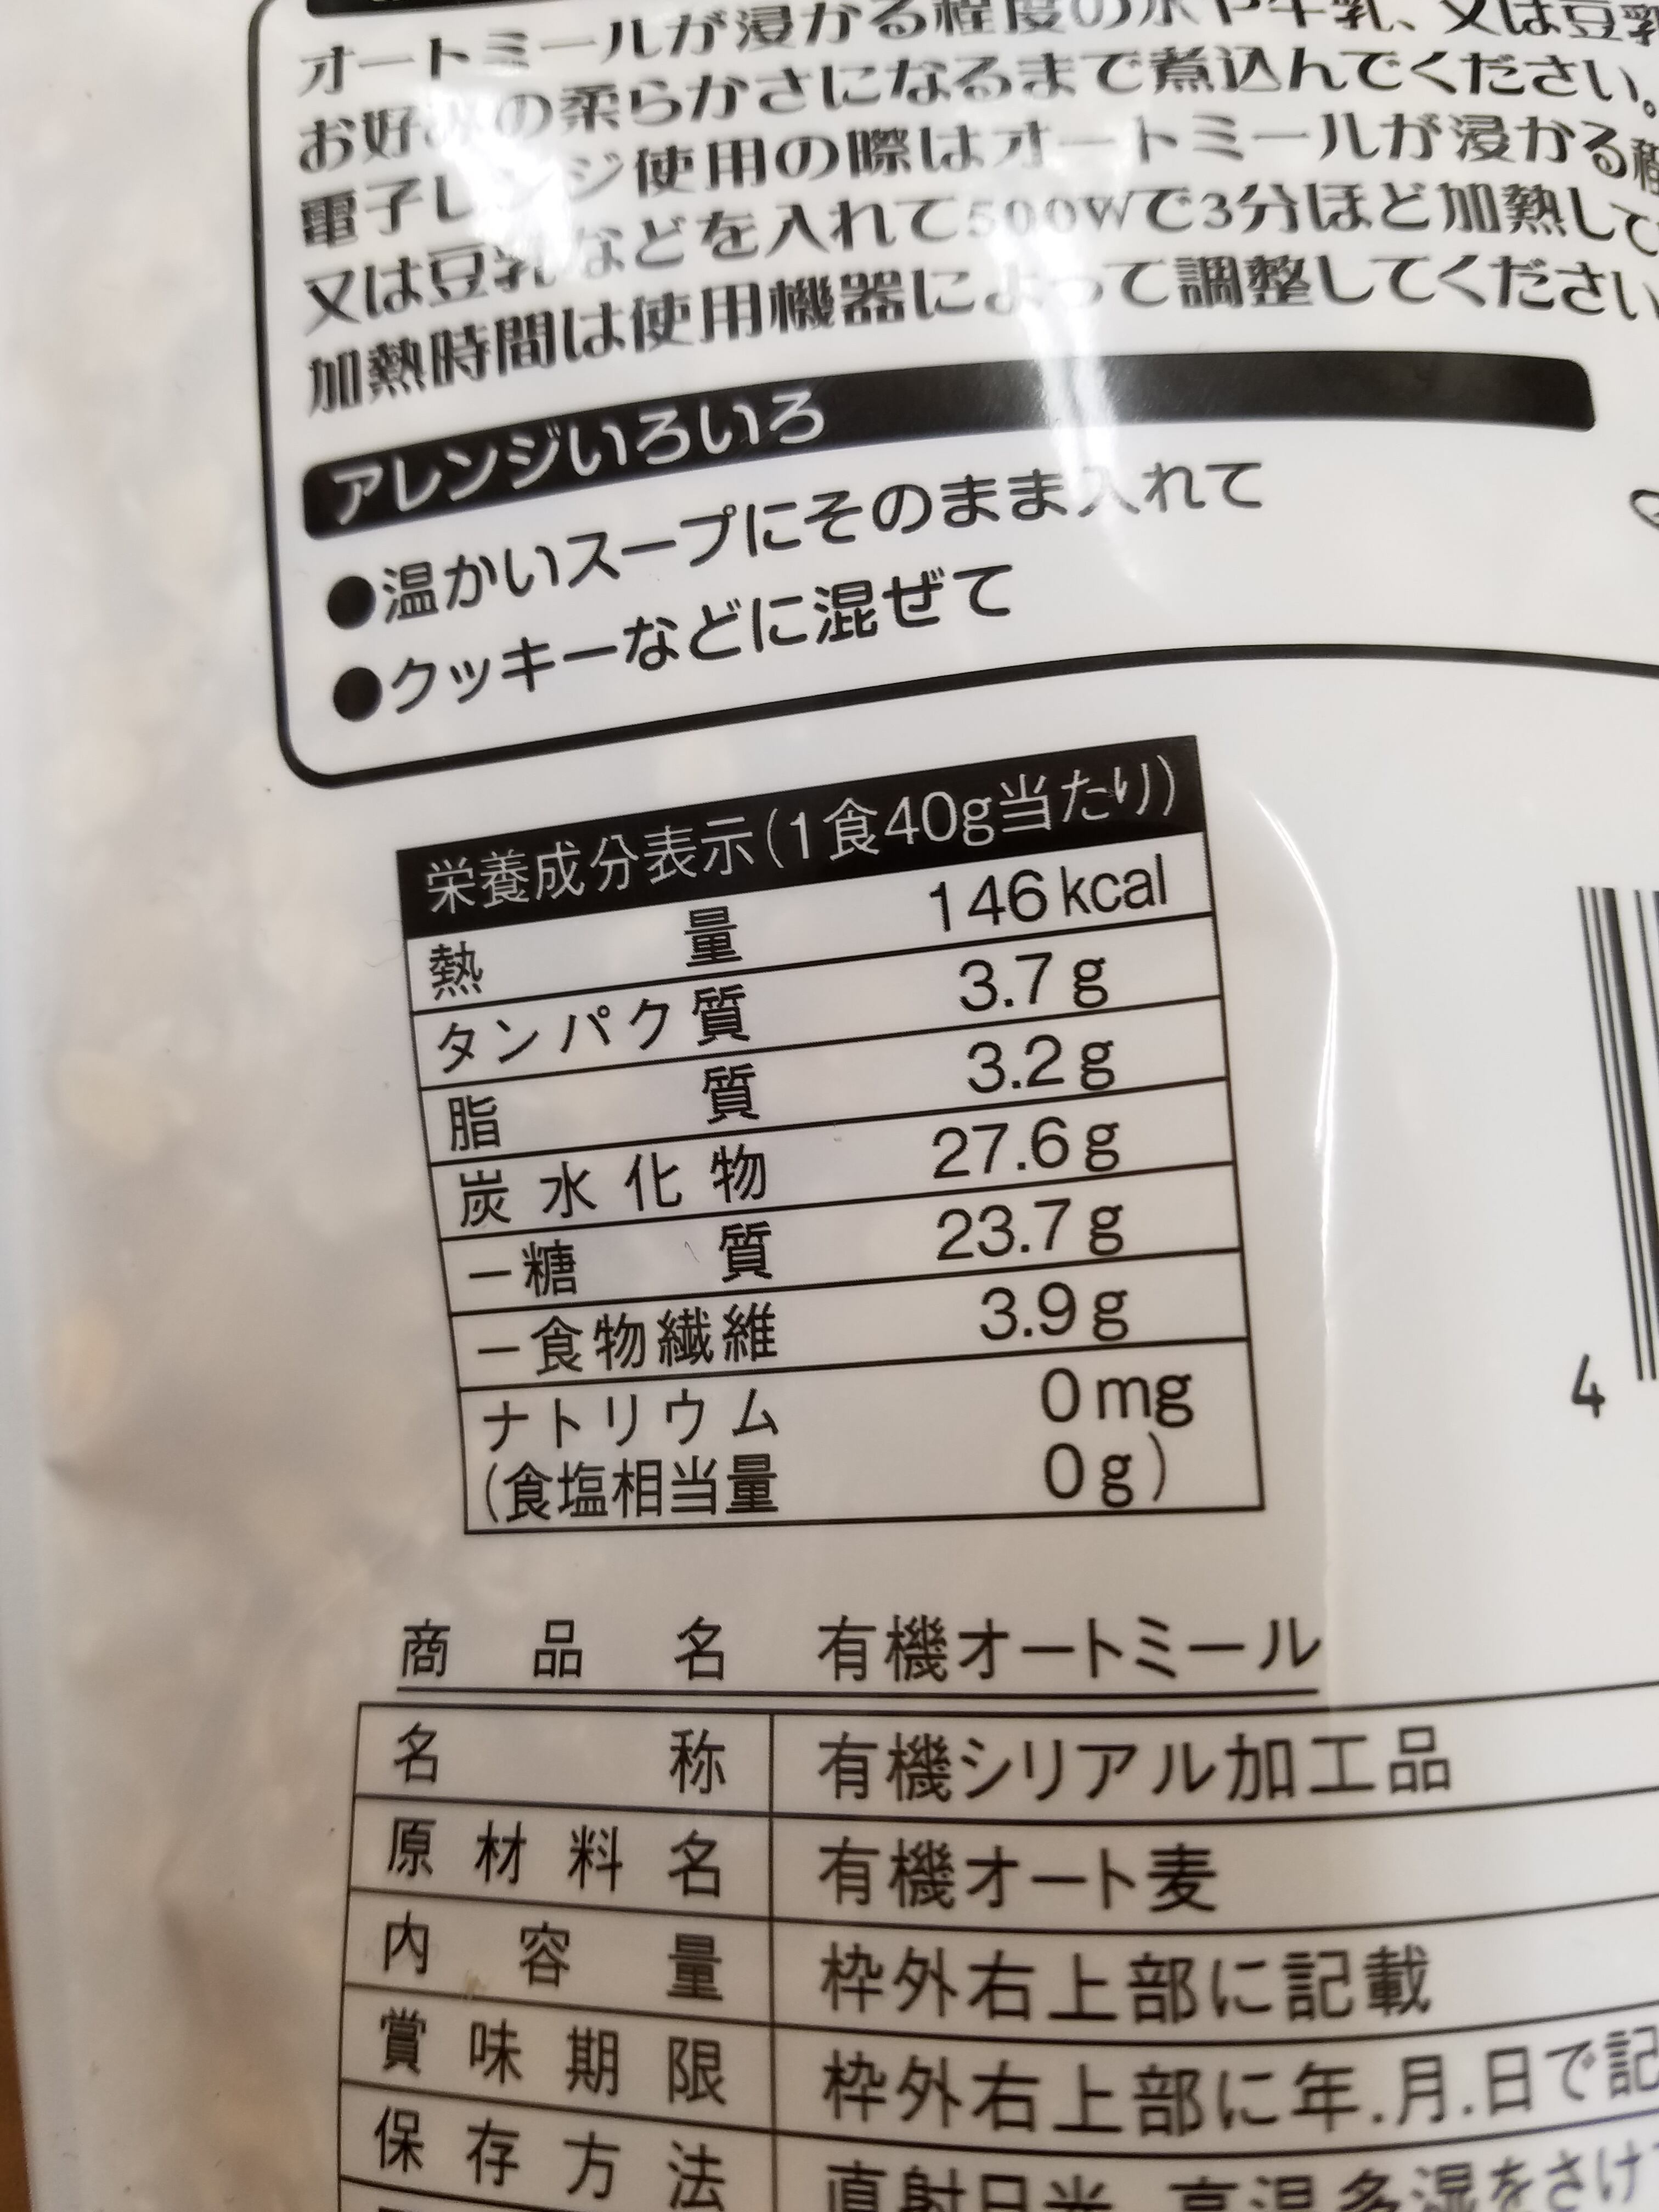 オートミールが浸かる程度の水や牛乳、又は豆乳
お好みの柔らかさになるまで煮込んでください。
電子レンジ使用の際はオートミールが浸かる程
又は豆乳などを入れて500Wで3分ほど加熱して
加熱時間は使用機器によって調整してください
アレンジいろいろ
●温かいスープにそのまま入れて
●クッキーなどに混ぜて
栄養成分表示(1食40g当たり)
熱量 146kcal
タンパク質 3.7g
脂質 3.2g
炭水化物 27.6g
−糖質 23.7g
−食物繊維 3.9g
ナトリウム 0mg
(食塩相当量 0g)
4
商品名 有機オートミール
名称 有機シリアル加工品
原材料名 有機オート麦
内容量 枠外右上部に記載
賞味期限 枠外右上部に年.月.日で記
保存方法 直射日光、高温多湿をさけ